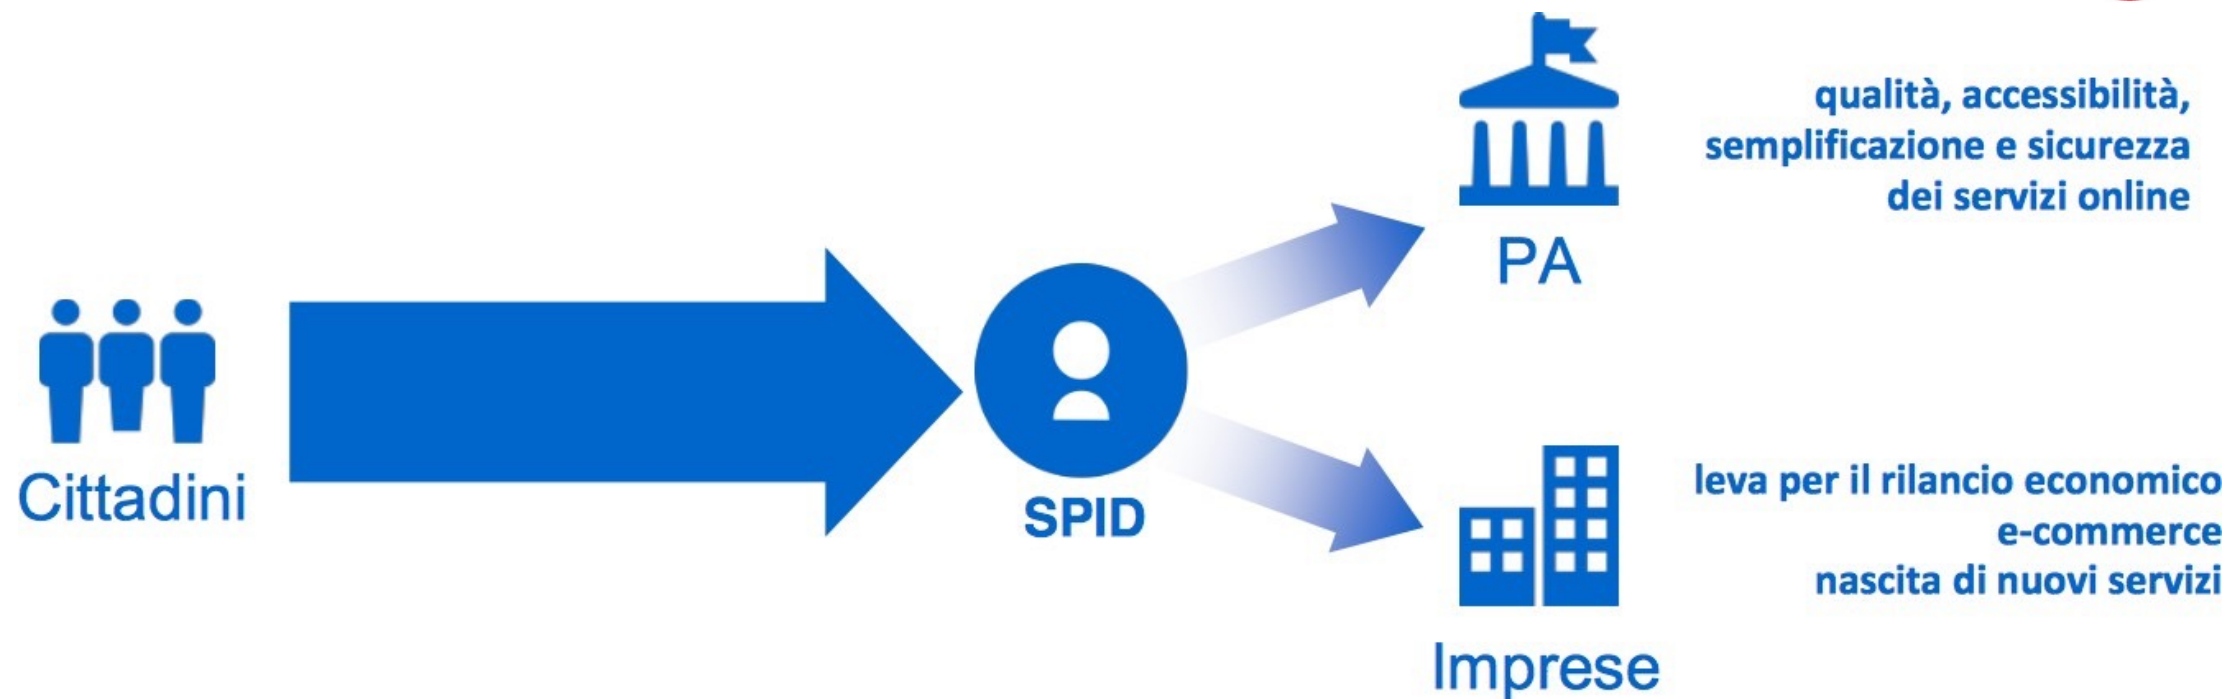 Cittadini
SPID
PA
qualità, accessibilità,
semplificazione e sicurezza
dei servizi online
Imprese
leva per il rilancio economico
e-commerce
nascita di nuovi servizi